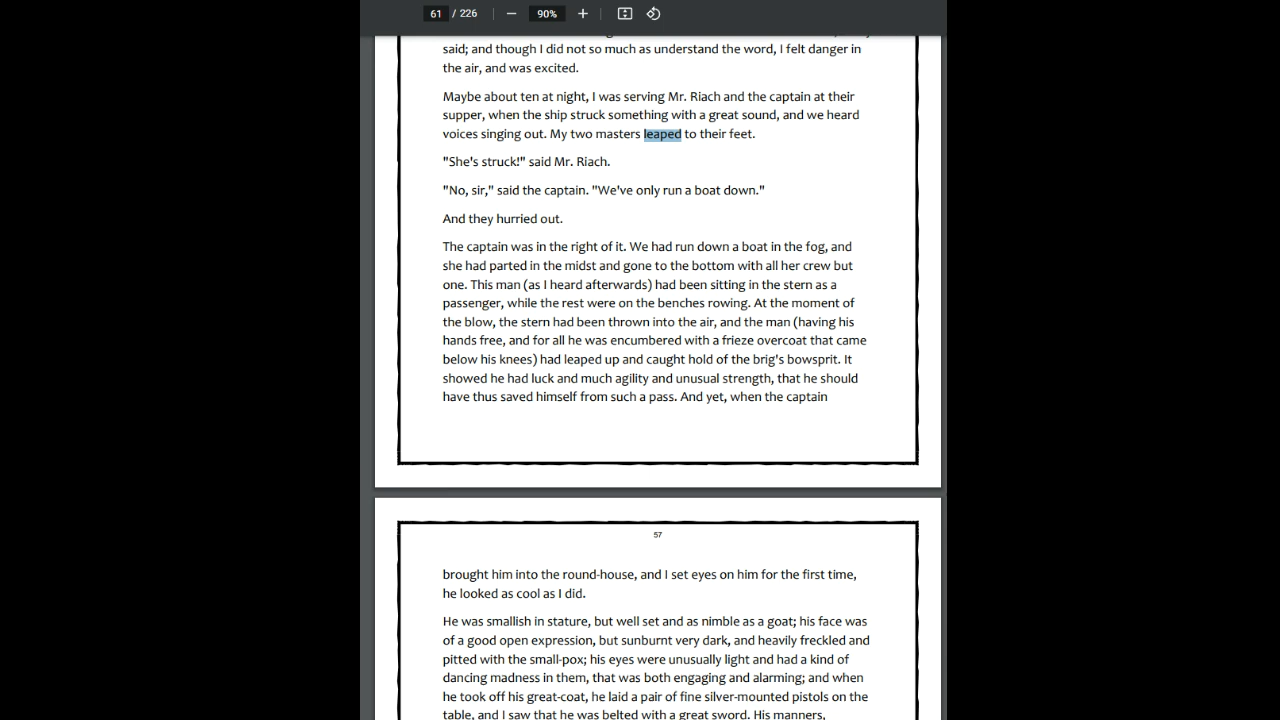 61 / 226 90%
said; and though I did not so much as understand the word, I felt danger in
the air, and was excited.
Maybe about ten at night, I was serving Mr. Riach and the captain at their
supper, when the ship struck something with a great sound, and we heard
voices singing out. My two masters leaped to their feet.
"She's struck!" said Mr. Riach.
"No, sir," said the captain. "We've only run a boat down."
And they hurried out.
The captain was in the right of it. We had run down a boat in the fog, and
she had parted in the midst and gone to the bottom with all her crew but
one. This man (as I heard afterwards) had been sitting in the stern as a
passenger, while the rest were on the benches rowing. At the moment of
the blow, the stern had been thrown into the air, and the man (having his
hands free, and for all he was encumbered with a frieze overcoat that came
below his knees) had leaped up and caught hold of the brig's bowsprit. It
showed he had luck and much agility and unusual strength, that he should
have thus saved himself from such a pass. And yet, when the captain
57
brought him into the round-house, and I set eyes on him for the first time,
he looked as cool as I did.
He was smallish in stature, but well set and as nimble as a goat; his face was
of a good open expression, but sunburnt very dark, and heavily freckled and
pitted with the small-pox; his eyes were unusually light and had a kind of
dancing madness in them, that was both engaging and alarming; and when
he took off his great-coat, he laid a pair of fine silver-mounted pistols on the
table, and I saw that he was belted with a great sword. His manners,